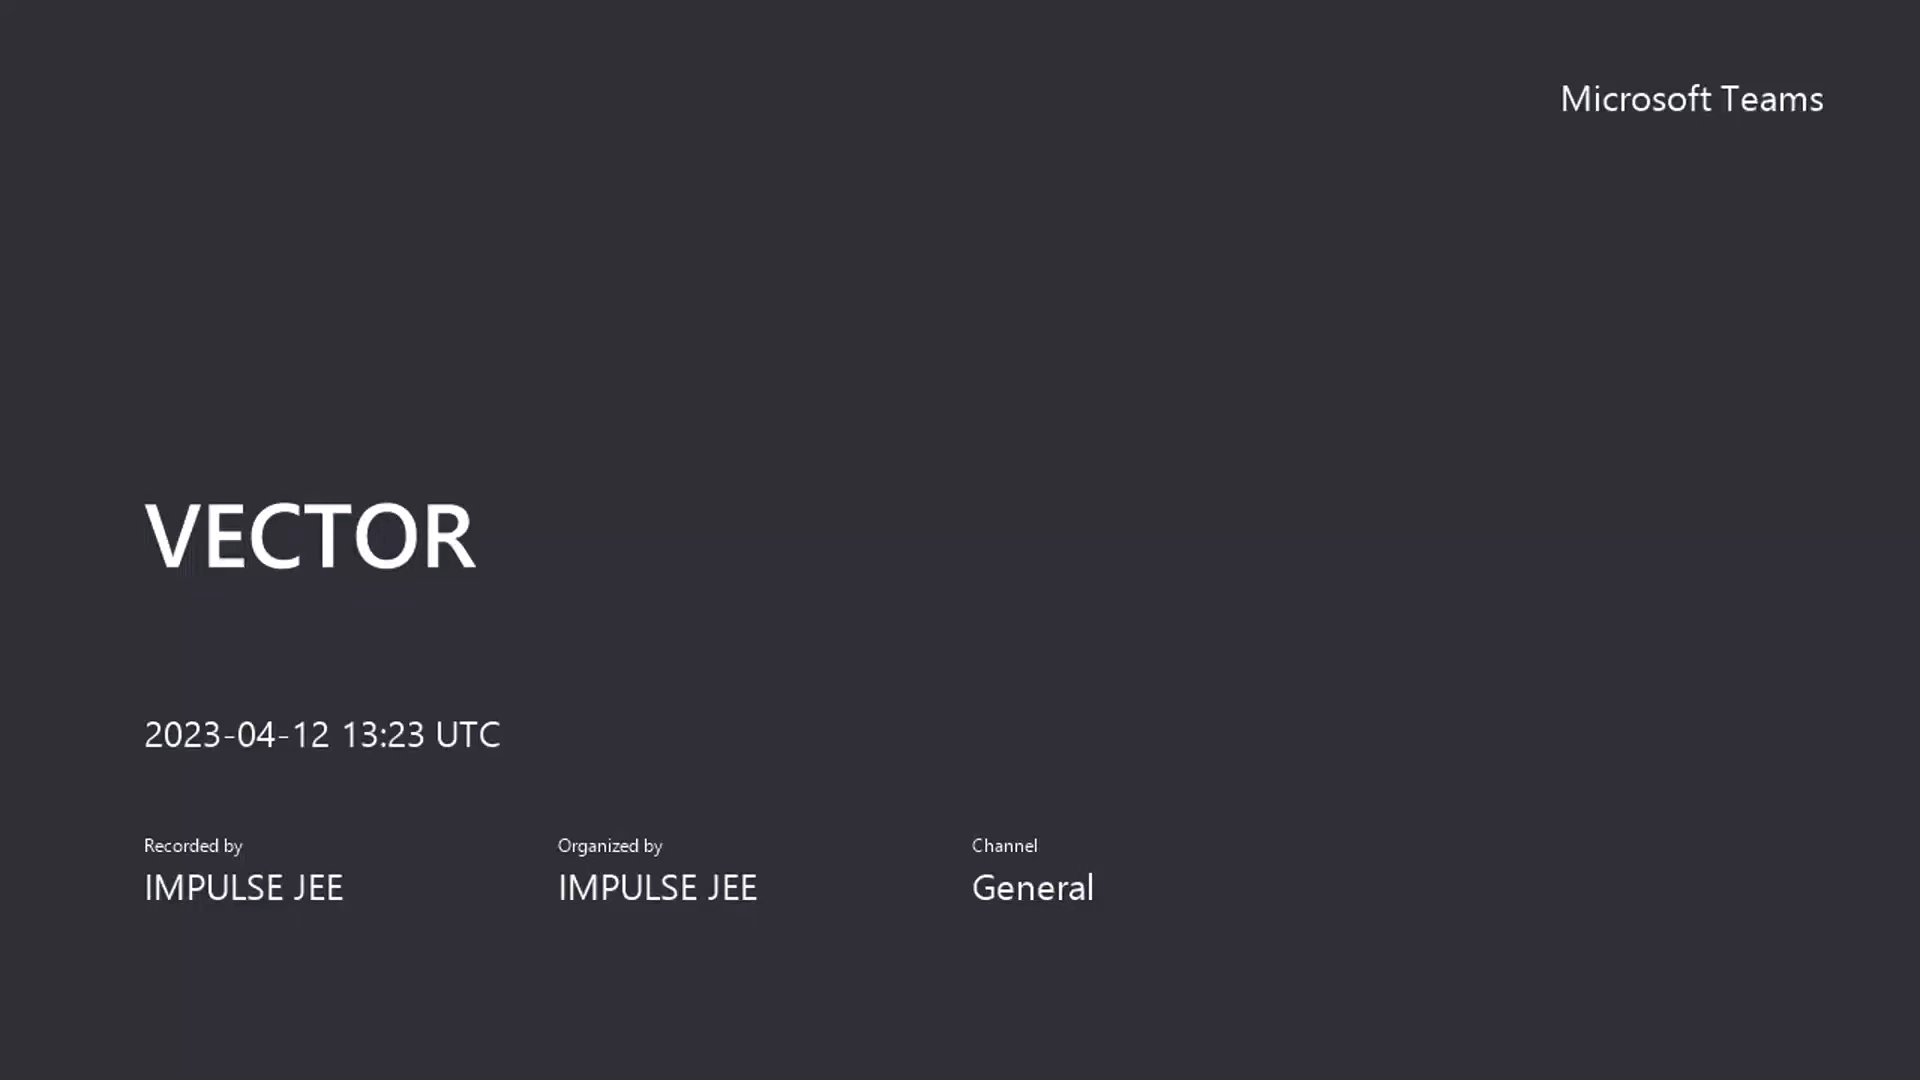 Microsoft Teams
VECTOR
2023-04-12 13:23 UTC
Recorded by
IMPULSE JEE
Organized by
IMPULSE JEE
Channel
General